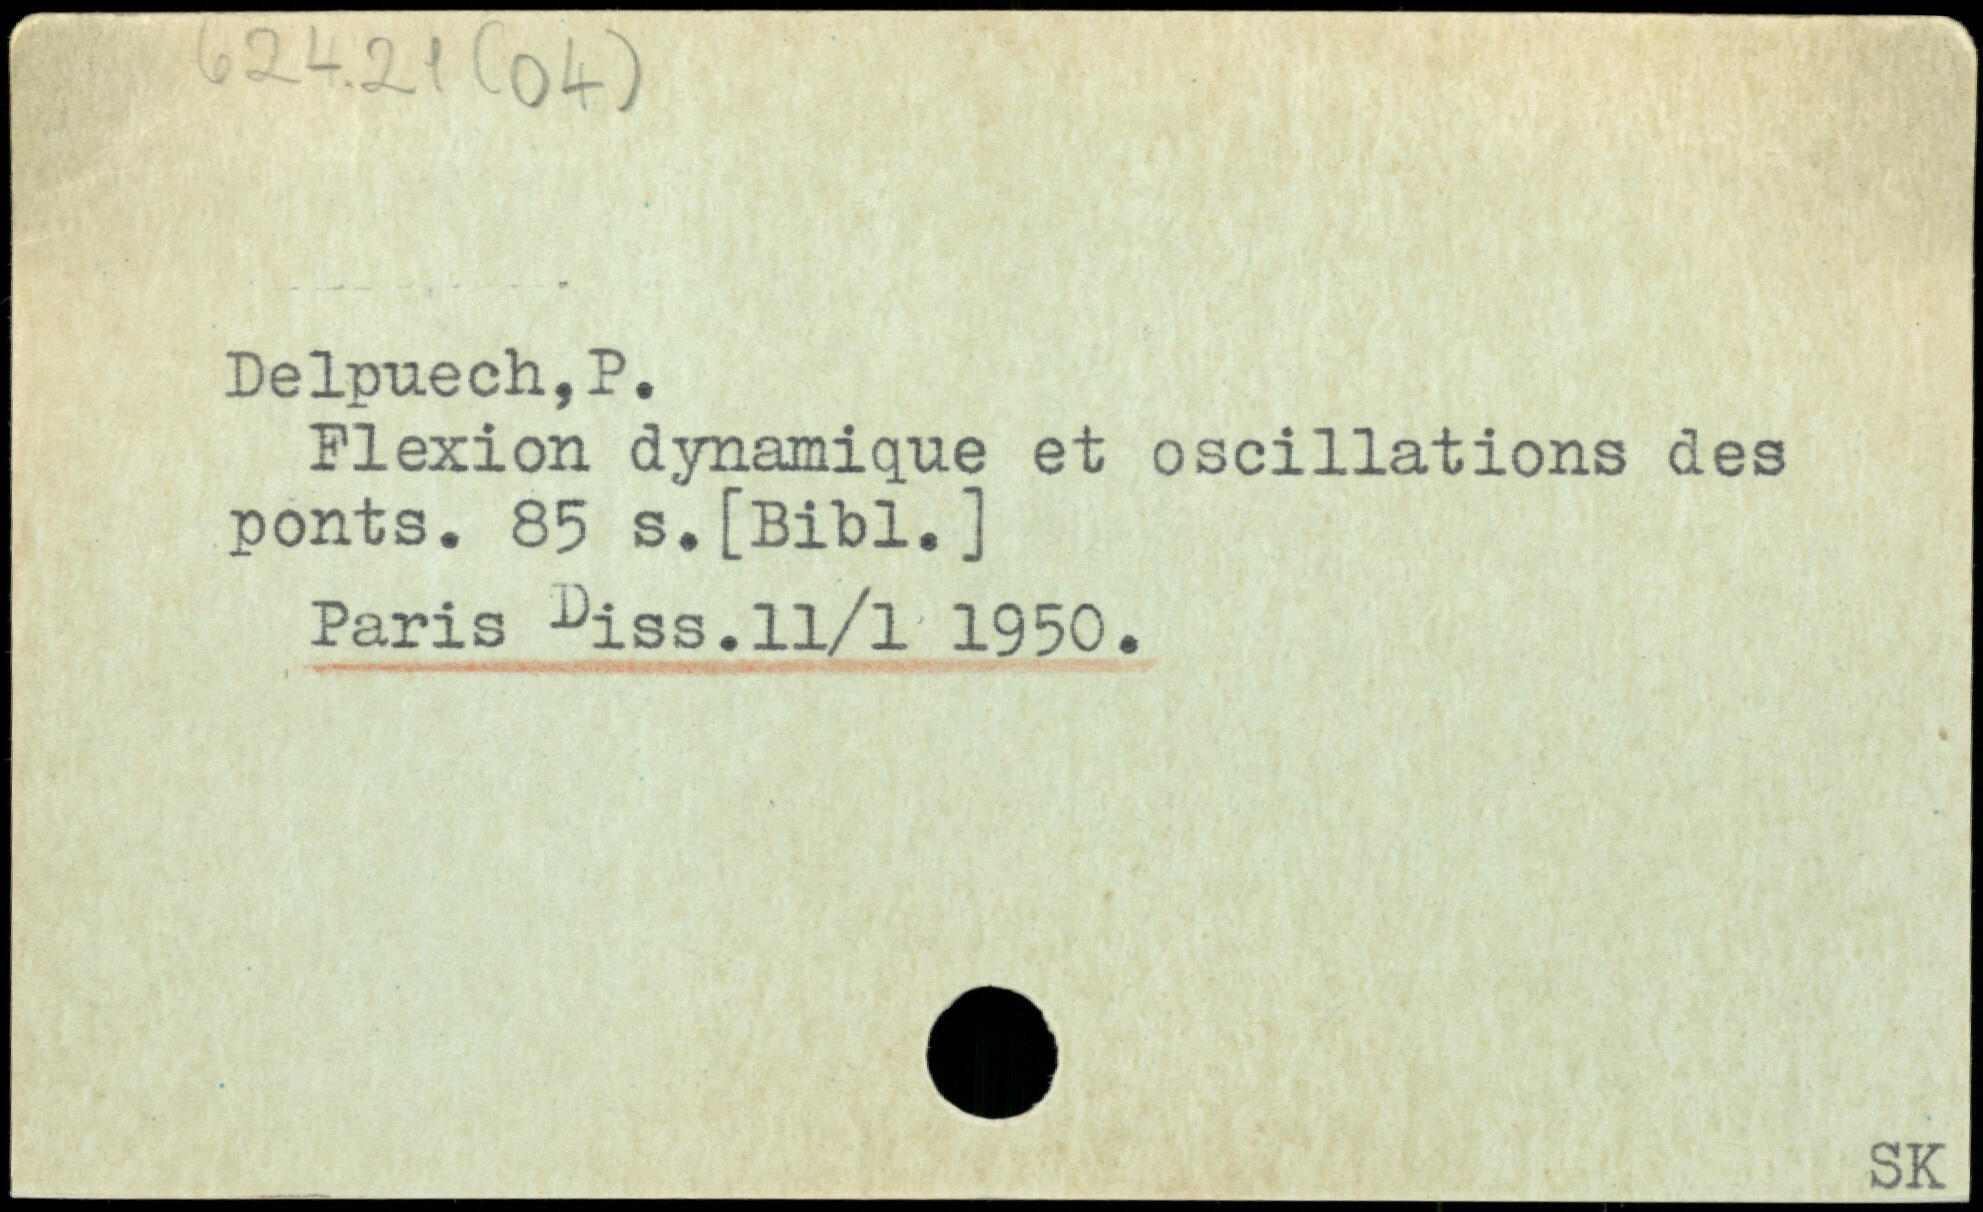 624.21(04)
Delpuech,P.
Flexion dynamique et oscillations des
ponts. 85 s.[Bibl.]
Paris Diss.11/1 1950.
SK